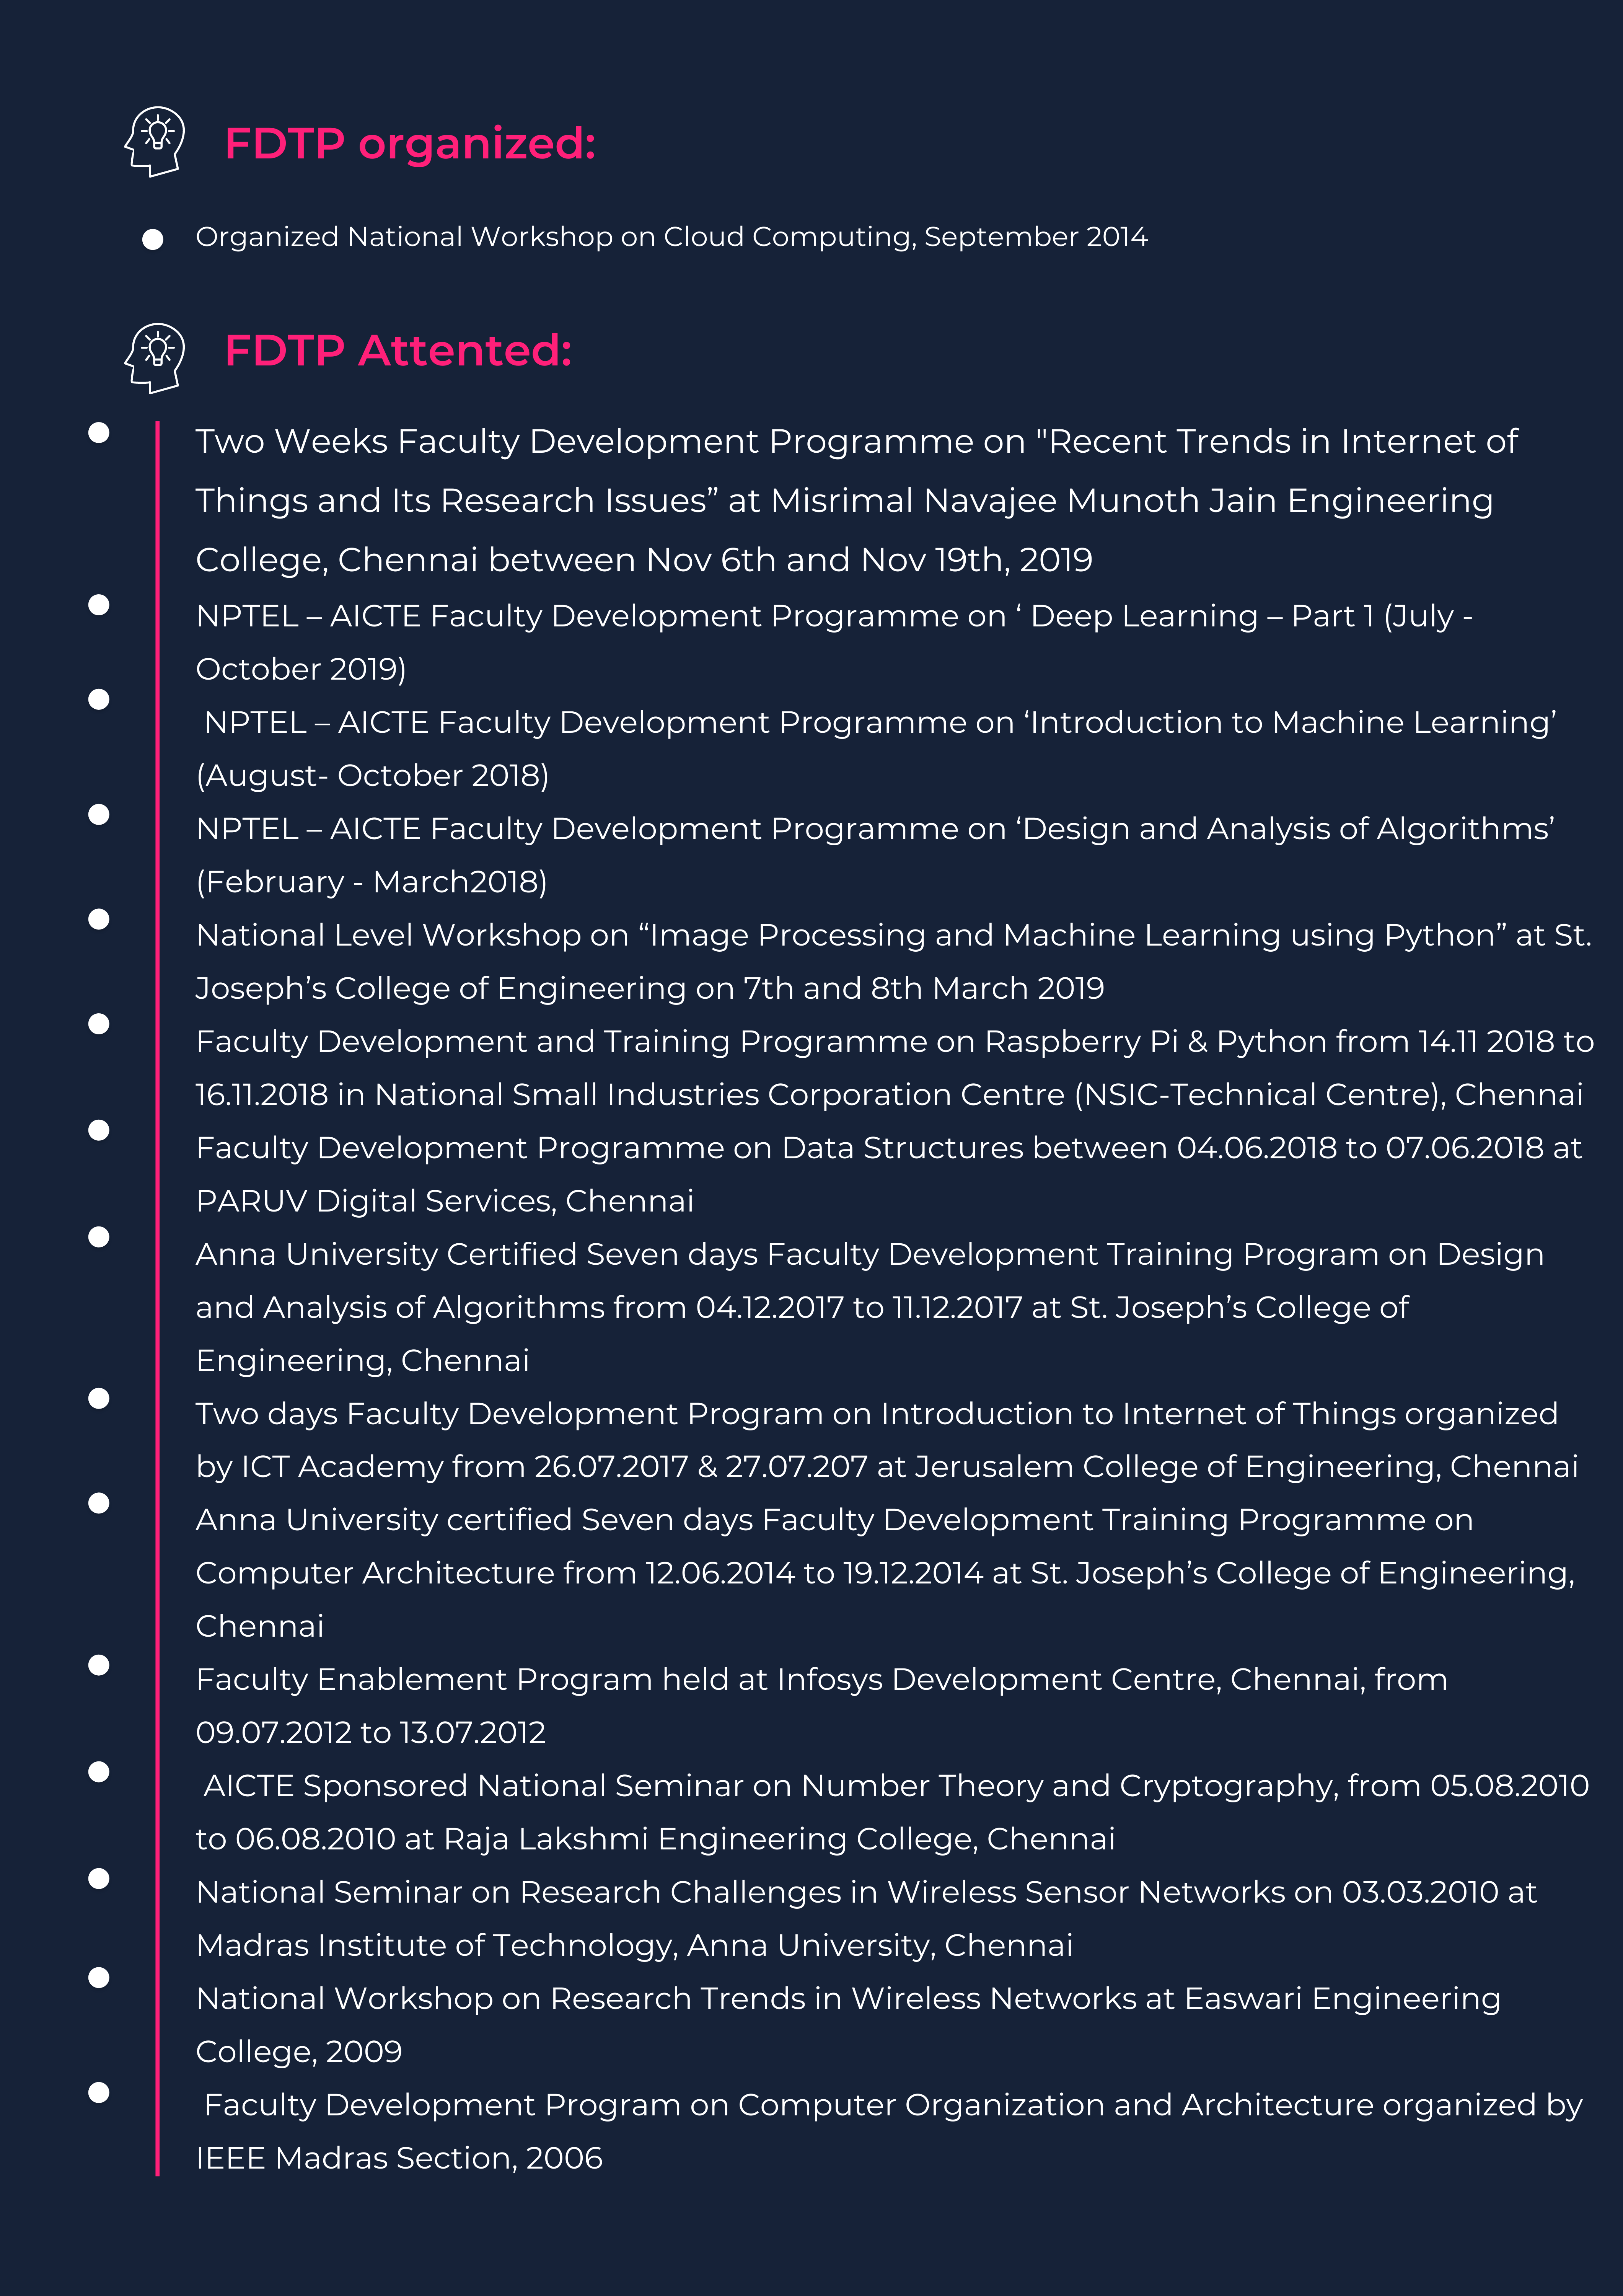 FDTP organized:
Organized National Workshop on Cloud Computing, September 2014
FDTP Attented:
Two Weeks Faculty Development Programme on "Recent Trends in Internet of
Things and Its Research Issues” at Misrimal Navajee Munoth Jain Engineering
College, Chennai between Nov 6th and Nov 19th, 2019
NPTEL – AICTE Faculty Development Programme on ‘ Deep Learning – Part 1 (July -
October 2019)
NPTEL – AICTE Faculty Development Programme on ‘Introduction to Machine Learning’
(August- October 2018)
NPTEL – AICTE Faculty Development Programme on ‘Design and Analysis of Algorithms’
(February - March2018)
National Level Workshop on “Image Processing and Machine Learning using Python” at St.
Joseph’s College of Engineering on 7th and 8th March 2019
Faculty Development and Training Programme on Raspberry Pi & Python from 14.11 2018 to
16.11.2018 in National Small Industries Corporation Centre (NSIC-Technical Centre), Chennai
Faculty Development Programme on Data Structures between 04.06.2018 to 07.06.2018 at
PARUV Digital Services, Chennai
Anna University Certified Seven days Faculty Development Training Program on Design
and Analysis of Algorithms from 04.12.2017 to 11.12.2017 at St. Joseph’s College of
Engineering, Chennai
Two days Faculty Development Program on Introduction to Internet of Things organized
by ICT Academy from 26.07.2017 & 27.07.207 at Jerusalem College of Engineering, Chennai
Anna University certified Seven days Faculty Development Training Programme on
Computer Architecture from 12.06.2014 to 19.12.2014 at St. Joseph’s College of Engineering,
Chennai
Faculty Enablement Program held at Infosys Development Centre, Chennai, from
09.07.2012 to 13.07.2012
AICTE Sponsored National Seminar on Number Theory and Cryptography, from 05.08.2010
to 06.08.2010 at Raja Lakshmi Engineering College, Chennai
National Seminar on Research Challenges in Wireless Sensor Networks on 03.03.2010 at
Madras Institute of Technology, Anna University, Chennai
National Workshop on Research Trends in Wireless Networks at Easwari Engineering
College, 2009
Faculty Development Program on Computer Organization and Architecture organized by
IEEE Madras Section, 2006